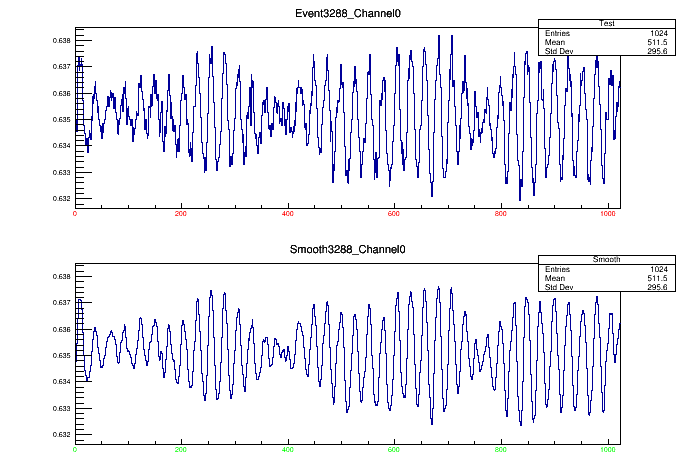 Event3288_Channel0
Test
Entries 1024
Mean 511.5
Std Dev 295.6
0.638
0.637
0.636
0.635
0.634
0.633
0.632
0 200 400 600 800 1000
Smooth3288_Channel0
Smooth
Entries 1024
Mean 511.5
Std Dev 295.6
0.638
0.637
0.636
0.635
0.634
0.633
0.632
0 200 400 600 800 1000